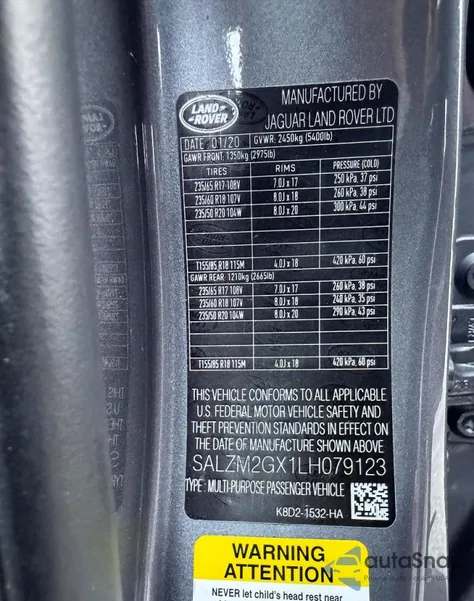 LAND ROVER
MANUFACTURED BY
JAGUAR LAND ROVER LTD
DATE 01/20 GVWR: 2450kg (5400lb)
GAWR FRONT: 1350kg (2975lb)
TIRES RIMS PRESSURE (COLD)
235/65 R17 108V 7.0J x 17 250 kPa, 37 psi
235/60 R18 107V 8.0J x 18 260 kPa, 38 psi
235/50 R20 104W 8.0J x 20 300 kPa, 44 psi
T155/85 R18 115M 4.0J x 18 420 kPa, 60 psi
GAWR REAR: 1210kg (2665lb)
235/65 R17 108V 7.0J x 17 260 kPa, 38 psi
235/60 R18 107V 8.0J x 18 240 kPa, 35 psi
235/50 R20 104W 8.0J x 20 290 kPa, 43 psi
T155/85 R18 115M 4.0J x 18 420 kPa, 60 psi
THIS VEHICLE CONFORMS TO ALL APPLICABLE
U.S. FEDERAL MOTOR VEHICLE SAFETY AND
THEFT PREVENTION STANDARDS IN EFFECT ON
THE DATE OF MANUFACTURE SHOWN ABOVE
SALZM2GX1LH079123
TYPE : MULTI-PURPOSE PASSENGER VEHICLE
K8D2-1532-HA
WARNING
ATTENTION
NEVER let child's head rest near
autoSnap